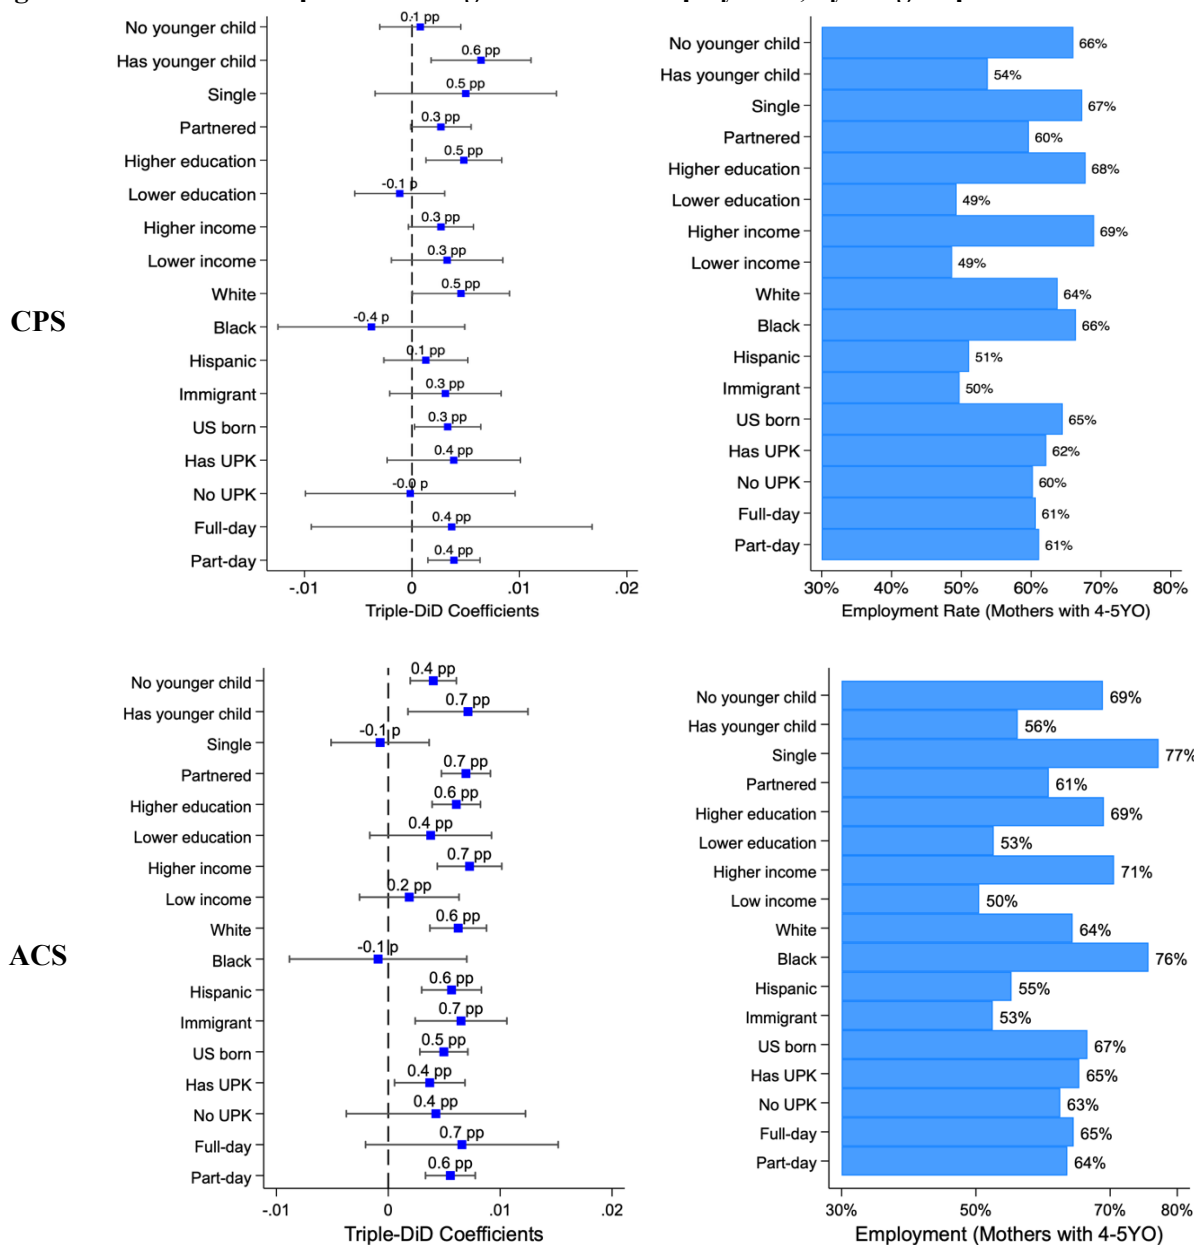 No younger child 0.1 pp
Has younger child 0.6 pp
Single 0.5 pp
Partnered 0.3 pp
Higher education 0.5 pp
Lower education -0.1 p
Higher income 0.3 pp
Lower income 0.3 pp
White 0.5 pp
Black -0.4 p
Hispanic 0.1 pp
Immigrant 0.3 pp
US born 0.3 pp
Has UPK 0.4 pp
No UPK -0.0 p
Full-day 0.4 pp
Part-day 0.4 pp
-.01 0 .01 .02
Triple-DiD Coefficients
CPS
No younger child 66%
Has younger child 54%
Single 67%
Partnered 60%
Higher education 68%
Lower education 49%
Higher income 69%
Lower income 49%
White 64%
Black 66%
Hispanic 51%
Immigrant 50%
US born 65%
Has UPK 62%
No UPK 60%
Full-day 61%
Part-day 61%
30% 40% 50% 60% 70% 80%
Employment Rate (Mothers with 4-5YO)
No younger child 0.4 pp
Has younger child 0.7 pp
Single -0.1 p
Partnered 0.7 pp
Higher education 0.6 pp
Lower education 0.4 pp
Higher income 0.7 pp
Low income 0.2 pp
White 0.6 pp
Black -0.1 p
Hispanic 0.6 pp
Immigrant 0.7 pp
US born 0.5 pp
Has UPK 0.4 pp
No UPK 0.4 pp
Full-day 0.7 pp
Part-day 0.6 pp
-.01 0 .01 .02
Triple-DiD Coefficients
ACS
No younger child 69%
Has younger child 56%
Single 77%
Partnered 61%
Higher education 69%
Lower education 53%
Higher income 71%
Low income 50%
White 64%
Black 76%
Hispanic 55%
Immigrant 53%
US born 67%
Has UPK 65%
No UPK 63%
Full-day 65%
Part-day 64%
30% 50% 70% 80%
Employment (Mothers with 4-5YO)